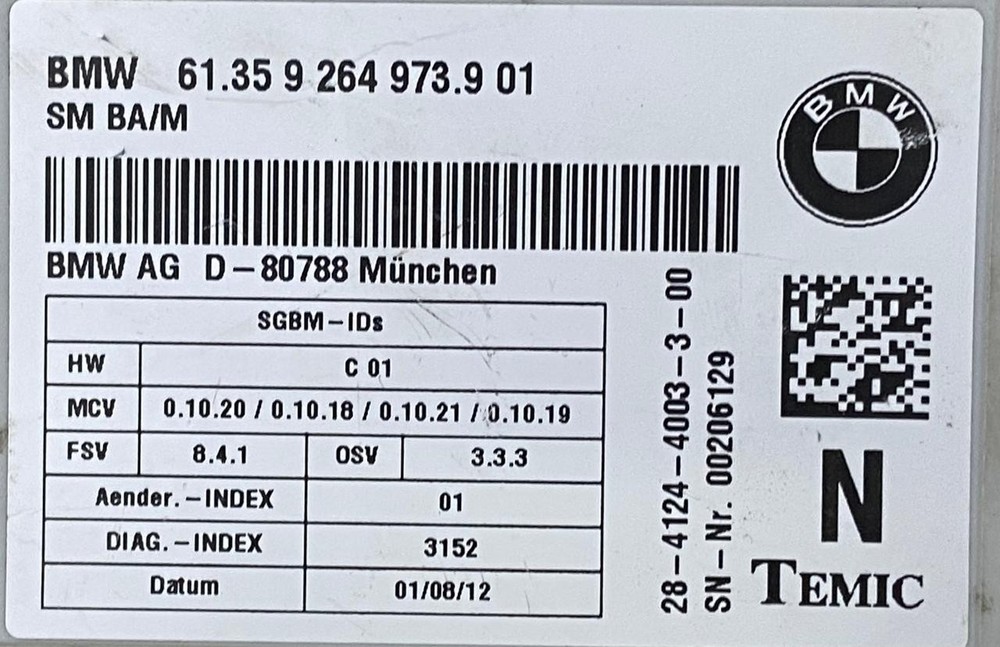 BMW 61.35 9 264 973.9 01
SM BA/M
BMW
BMW AG D-80788 München
SGBM-IDs
HW C 01
MCV 0.10.20 / 0.10.18 / 0.10.21 / 0.10.19
FSV 8.4.1 OSV 3.3.3
Aender.-INDEX 01
DIAG.-INDEX 3152
Datum 01/08/12
28-4124-4003-3-00
SN-Nr. 00206129
N
TEMIC